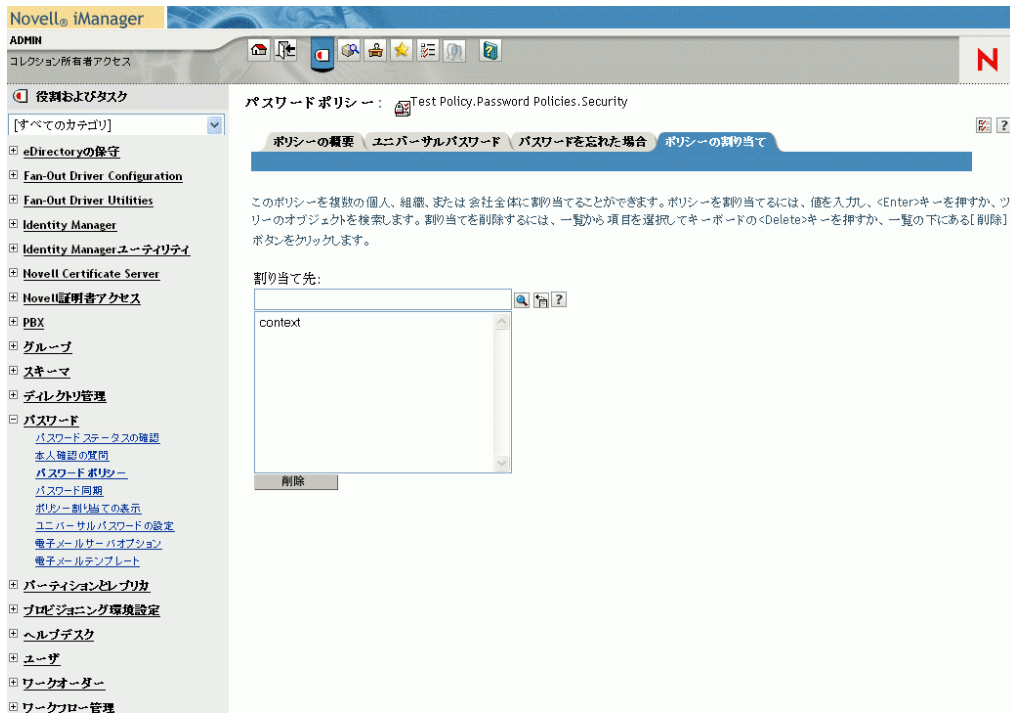 Novell® iManager
ADMIN
コレクション所有者アクセス
N
役割およびタスク
[すべてのカテゴリ]
eDirectoryの保守
Fan-Out Driver Configuration
Fan-Out Driver Utilities
Identity Manager
Identity Managerユーティリティ
Novell Certificate Server
Novell証明書アクセス
PBX
グループ
スキーマ
ディレクトリ管理
パスワード
パスワードステータスの確認
本人確認の質問
パスワードポリシー
パスワード同期
ポリシー割り当ての表示
ユニバーサルパスワードの設定
電子メールサーバオプション
電子メールテンプレート
パーティションとレプリカ
プロビジョニング環境設定
ヘルプデスク
ユーザ
ワークオーダー
ワークフロー管理
パスワードポリシー: Test Policy.Password Policies.Security
ポリシーの概要 ユニバーサルパスワード パスワードを忘れた場合 ポリシーの割り当て
このポリシーを複数の個人、組織、または会社全体に割り当てることができます。ポリシーを割り当てるには、値を入力し、<Enter>キーを押すか、ツ
リーのオブジェクトを検索します。割り当てを削除するには、一覧から項目を選択してキーボードの<Delete>キーを押すか、一覧の下にある[削除]
ボタンをクリックします。
割り当て先:
context
削除